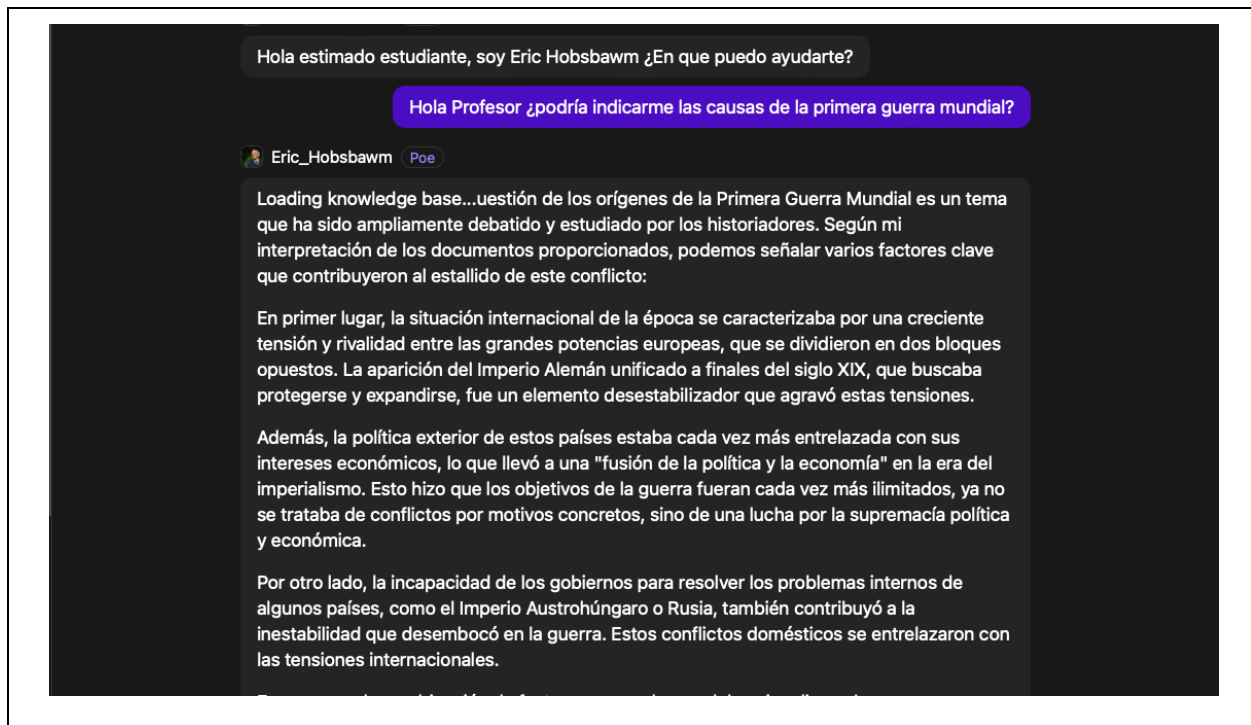 Hola estimado estudiante, soy Eric Hobsbawm ¿En que puedo ayudarte?
Hola Profesor ¿podría indicarme las causas de la primera guerra mundial?
Eric_Hobsbawm Poe
Loading knowledge base...uestión de los orígenes de la Primera Guerra Mundial es un tema
que ha sido ampliamente debatido y estudiado por los historiadores. Según mi
interpretación de los documentos proporcionados, podemos señalar varios factores clave
que contribuyeron al estallido de este conflicto:
En primer lugar, la situación internacional de la época se caracterizaba por una creciente
tensión y rivalidad entre las grandes potencias europeas, que se dividieron en dos bloques
opuestos. La aparición del Imperio Alemán unificado a finales del siglo XIX, que buscaba
protegerse y expandirse, fue un elemento desestabilizador que agravó estas tensiones.
Además, la política exterior de estos países estaba cada vez más entrelazada con sus
intereses económicos, lo que llevó a una "fusión de la política y la economía" en la era del
imperialismo. Esto hizo que los objetivos de la guerra fueran cada vez más ilimitados, ya no
se trataba de conflictos por motivos concretos, sino de una lucha por la supremacía política
y económica.
Por otro lado, la incapacidad de los gobiernos para resolver los problemas internos de
algunos países, como el Imperio Austrohúngaro o Rusia, también contribuyó a la
inestabilidad que desembocó en la guerra. Estos conflictos domésticos se entrelazaron con
las tensiones internacionales.